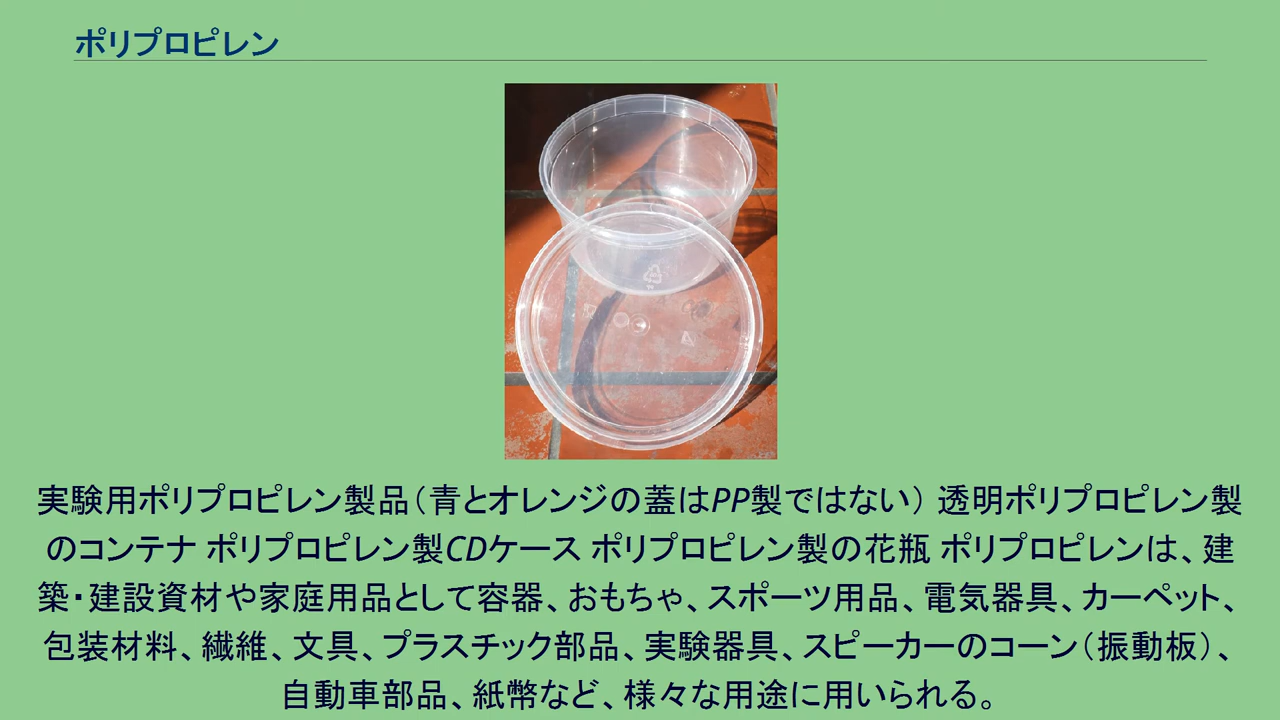 ポリプロピレン
実験用ポリプロピレン製品（青とオレンジの蓋はPP製ではない） 透明ポリプロピレン製
のコンテナ ポリプロピレン製CDケース ポリプロピレン製の花瓶 ポリプロピレンは、建
築・建設資材や家庭用品として容器、おもちゃ、スポーツ用品、電気器具、カーペット、
包装材料、繊維、文具、プラスチック部品、実験器具、スピーカーのコーン（振動板）、
自動車部品、紙幣など、様々な用途に用いられる。